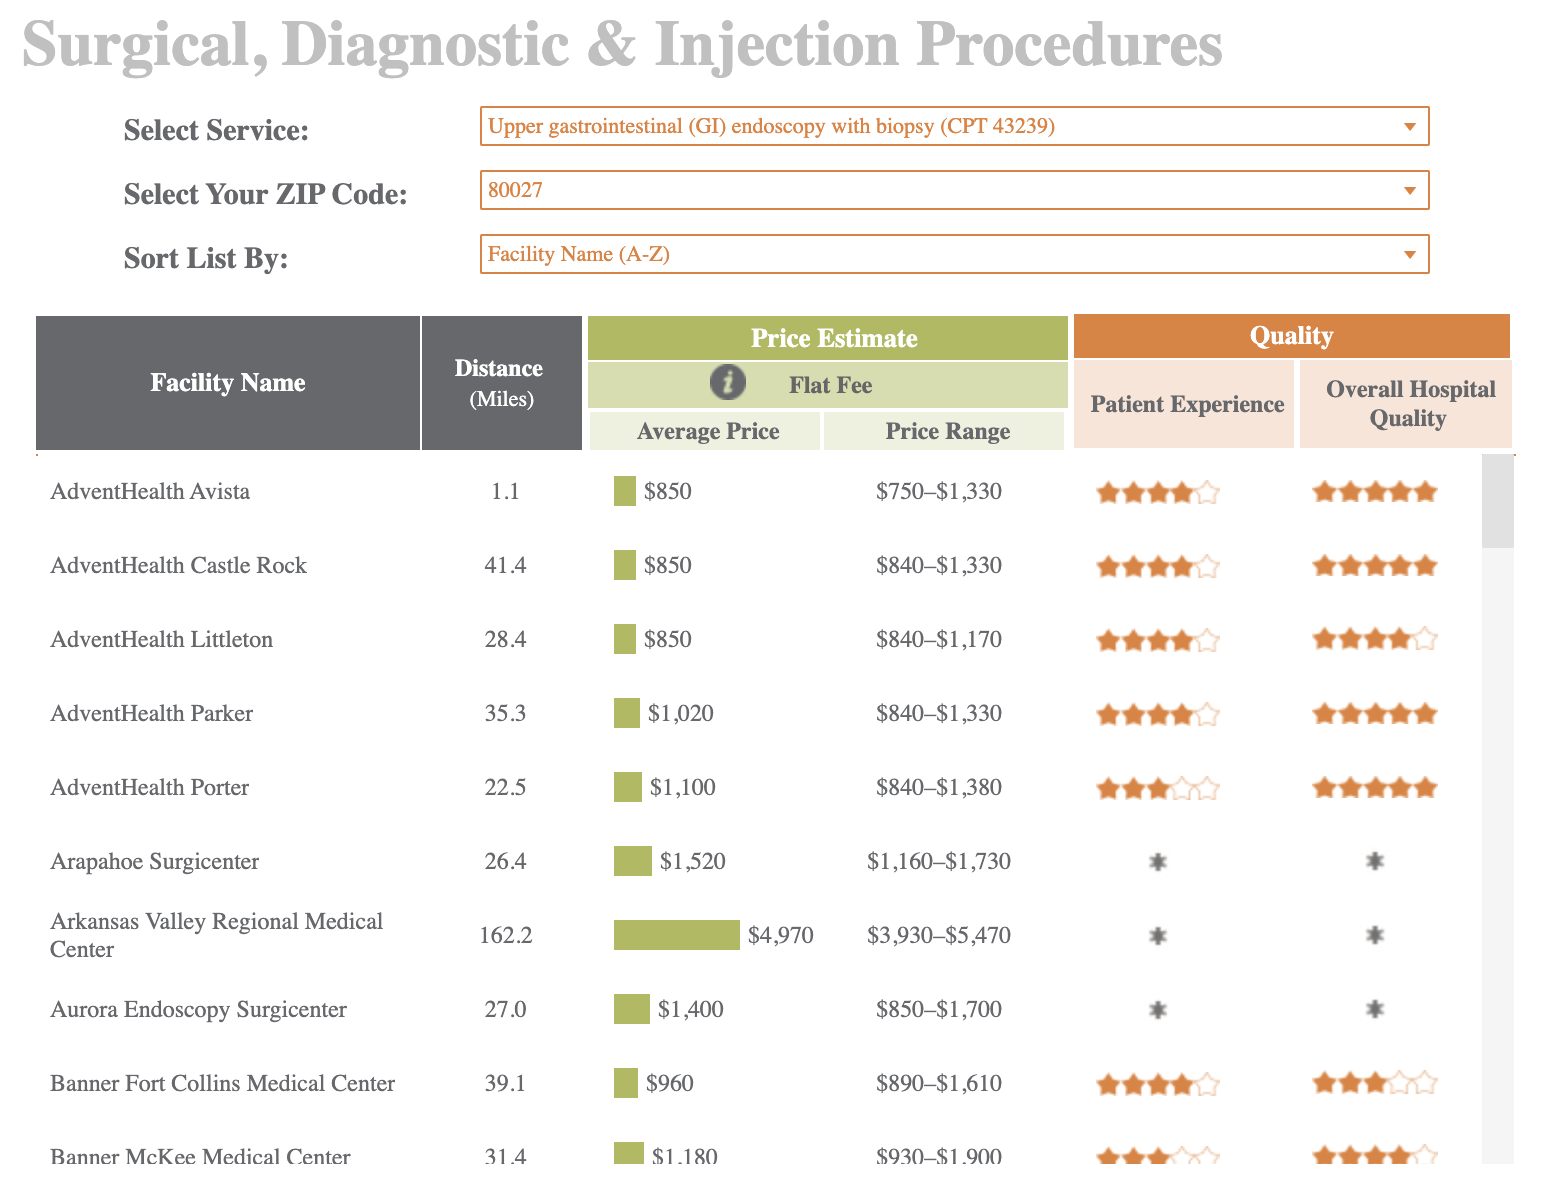 Surgical, Diagnostic & Injection Procedures
Select Service:
Upper gastrointestinal (GI) endoscopy with biopsy (CPT 43239)
Select Your ZIP Code:
80027
Sort List By:
Facility Name (A-Z)
Facility Name
Distance
(Miles)
Price Estimate
i Flat Fee
Average Price Price Range
Quality
Patient Experience
Overall Hospital
Quality
AdventHealth Avista 1.1 $850 $750–$1,330
AdventHealth Castle Rock 41.4 $850 $840–$1,330
AdventHealth Littleton 28.4 $850 $840–$1,170
AdventHealth Parker 35.3 $1,020 $840–$1,330
AdventHealth Porter 22.5 $1,100 $840–$1,380
Arapahoe Surgicenter 26.4 $1,520 $1,160–$1,730 * *
Arkansas Valley Regional Medical
Center 162.2 $4,970 $3,930–$5,470 * *
Aurora Endoscopy Surgicenter 27.0 $1,400 $850–$1,700 * *
Banner Fort Collins Medical Center 39.1 $960 $890–$1,610
Banner McKee Medical Center 31.4 $1,180 $930–$1,900